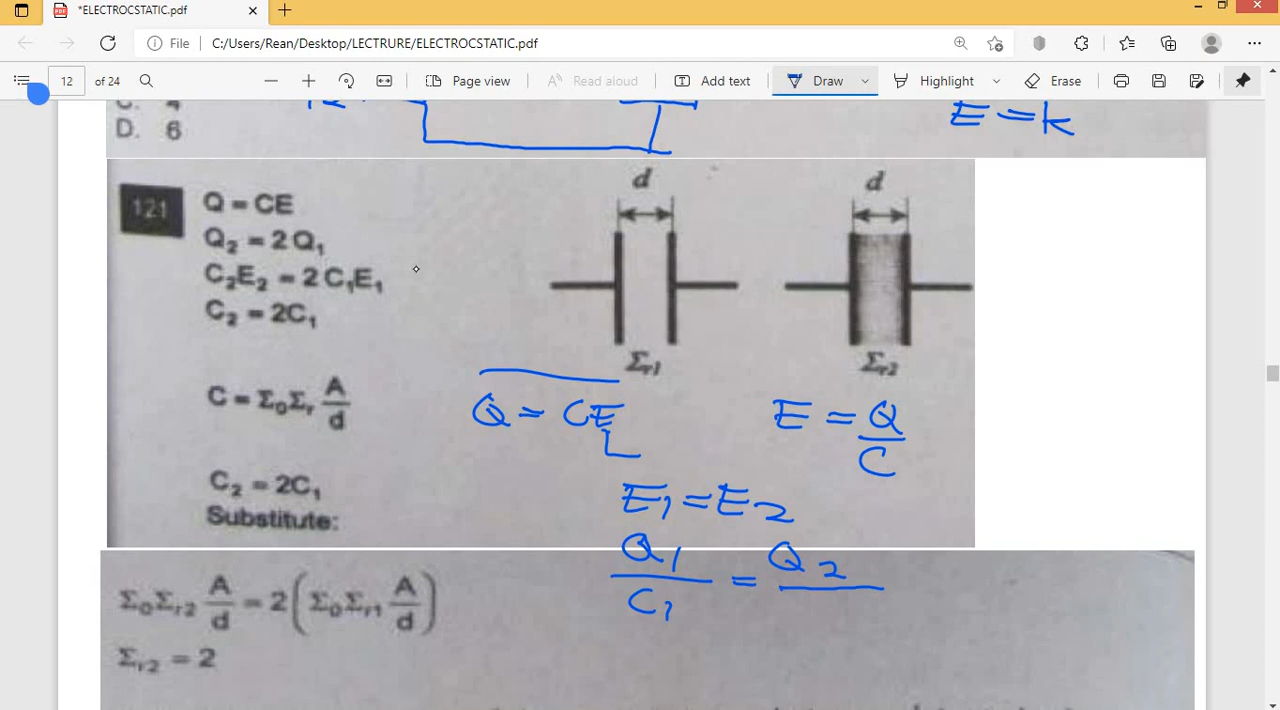 *ELECTROCSTATIC.pdf
File C:/Users/Rean/Desktop/LECTRURE/ELECTROCSTATIC.pdf
12 of 24 Page view Read aloud Add text Draw Highlight Erase
C. 4
D. 6
E = k
121
Q = CE
Q₂ = 2Q₁
C₂E₂ = 2C₁E₁
C₂ = 2C₁
C = Σ₀Σᵣ A/d
C₂ = 2C₁
Substitute:
d
Σr1
d
Σr2
Q = CE
E = Q/C
E₁ = E₂
Q₁/C₁ = Q₂
Σ₀Σr2 A/d = 2(Σ₀Σr1 A/d)
Σr2 = 2